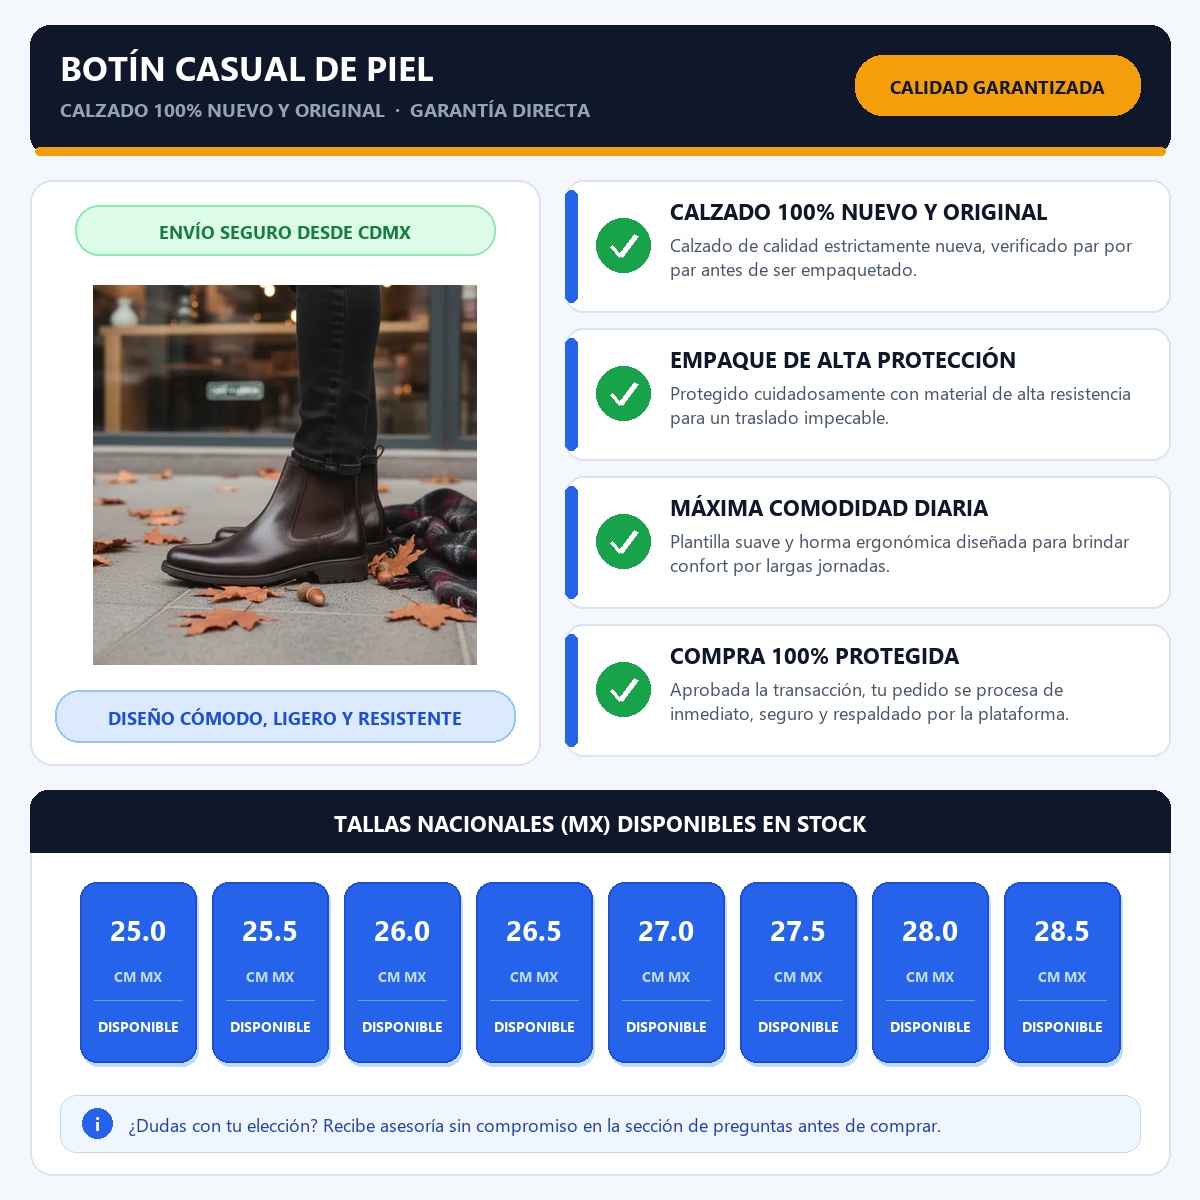 BOTÍN CASUAL DE PIEL
CALZADO 100% NUEVO Y ORIGINAL · GARANTÍA DIRECTA
CALIDAD GARANTIZADA
ENVÍO SEGURO DESDE CDMX
DISEÑO CÓMODO, LIGERO Y RESISTENTE
CALZADO 100% NUEVO Y ORIGINAL
Calzado de calidad estrictamente nueva, verificado par por
par antes de ser empaquetado.
EMPAQUE DE ALTA PROTECCIÓN
Protegido cuidadosamente con material de alta resistencia
para un traslado impecable.
MÁXIMA COMODIDAD DIARIA
Plantilla suave y horma ergonómica diseñada para brindar
confort por largas jornadas.
COMPRA 100% PROTEGIDA
Aprobada la transacción, tu pedido se procesa de
inmediato, seguro y respaldado por la plataforma.
TALLAS NACIONALES (MX) DISPONIBLES EN STOCK
25.0 25.5 26.0 26.5 27.0 27.5 28.0 28.5
CM MX CM MX CM MX CM MX CM MX CM MX CM MX CM MX
DISPONIBLE DISPONIBLE DISPONIBLE DISPONIBLE DISPONIBLE DISPONIBLE DISPONIBLE DISPONIBLE
¿Dudas con tu elección? Recibe asesoría sin compromiso en la sección de preguntas antes de comprar.